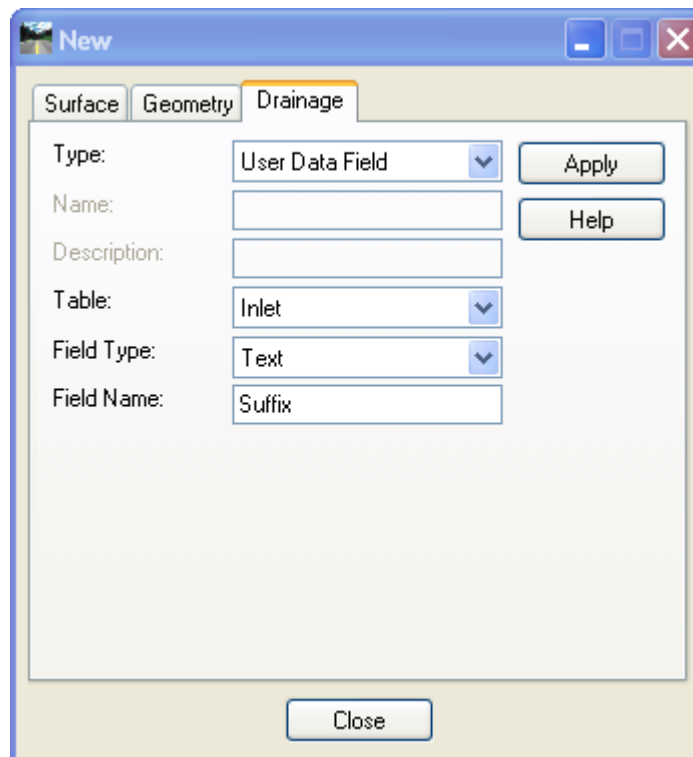 New
Surface Geometry Drainage
Type: User Data Field Apply
Name: Help
Description:
Table: Inlet
Field Type: Text
Field Name: Suffix
Close